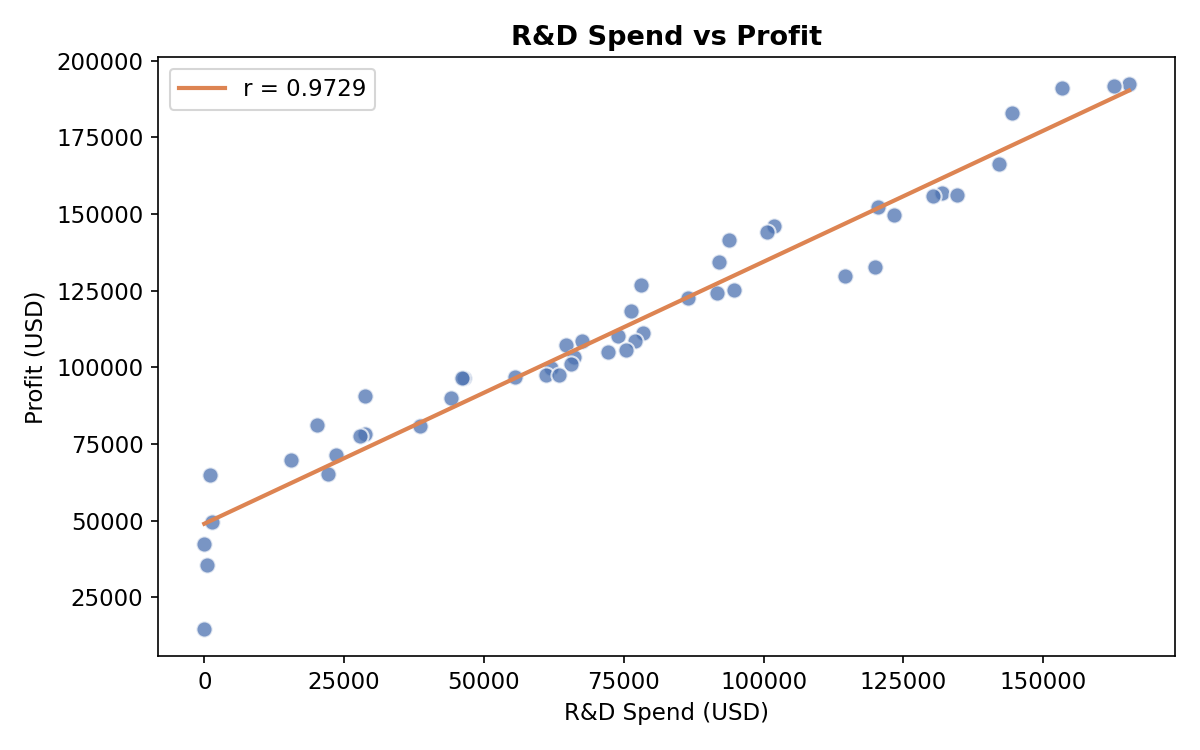 R&D Spend vs Profit
r = 0.9729
200000
175000
150000
125000
100000
75000
50000
25000
Profit (USD)
0 25000 50000 75000 100000 125000 150000
R&D Spend (USD)